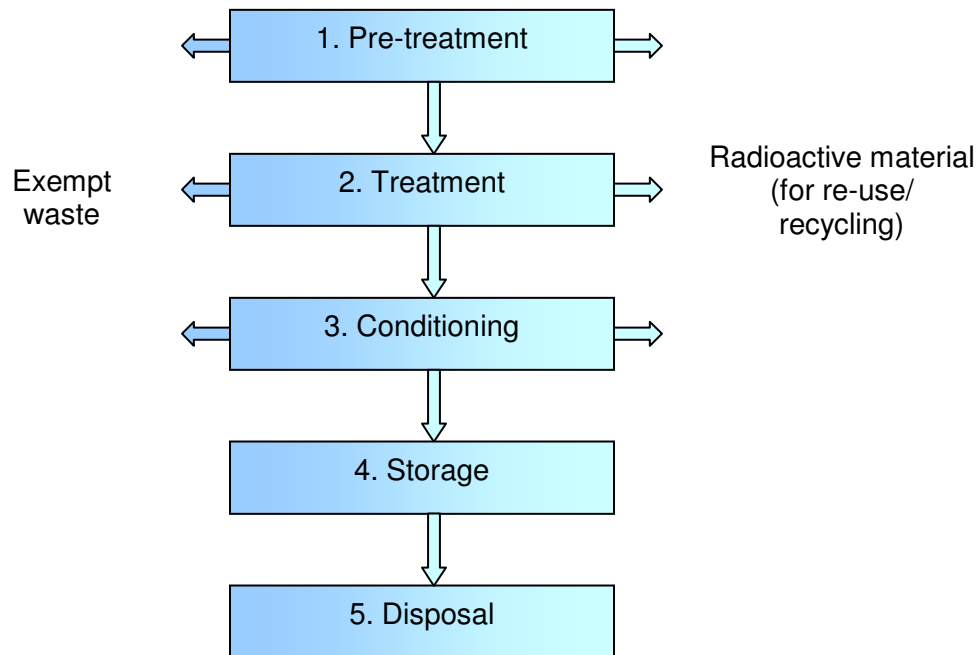 1. Pre-treatment
Exempt
waste
2. Treatment
Radioactive material
(for re-use/
recycling)
3. Conditioning
4. Storage
5. Disposal